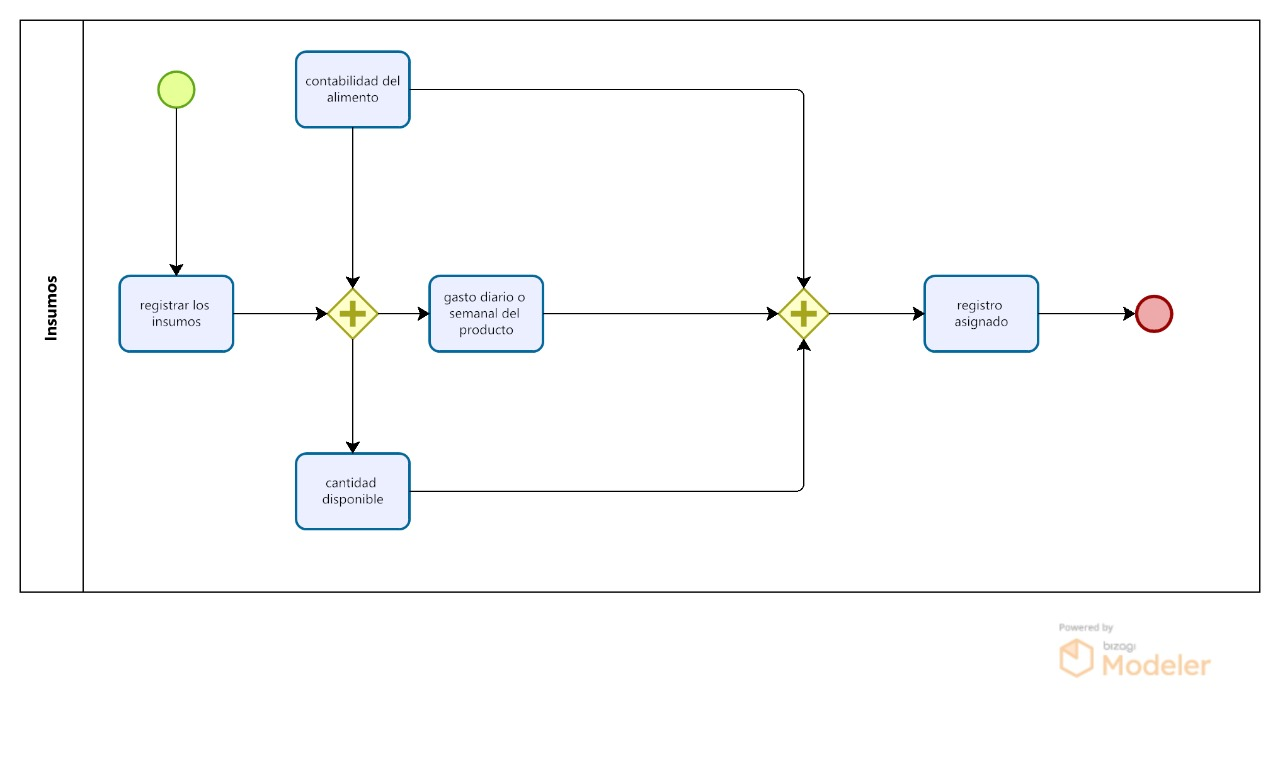 Insumos
contabilidad del
alimento
registrar los
insumos
gasto diario o
semanal del
producto
registro
asignado
cantidad
disponible
Powered by
bizagi
Modeler